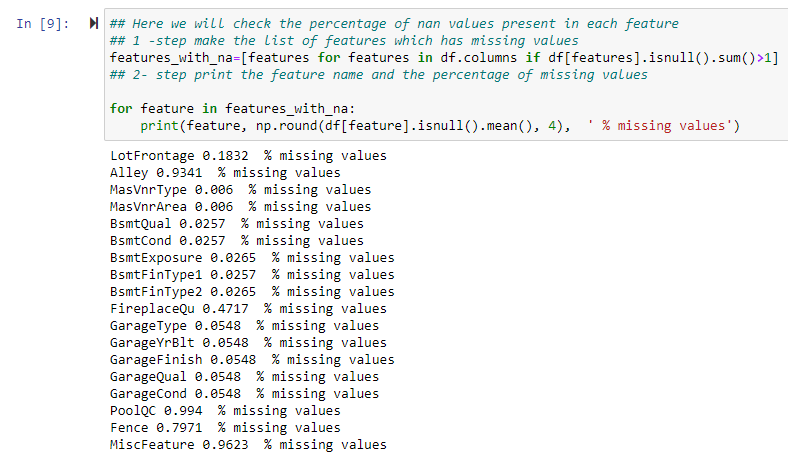 In [9]:
## Here we will check the percentage of nan values present in each feature
## 1 -step make the list of features which has missing values
features_with_na=[features for features in df.columns if df[features].isnull().sum()>1]
## 2- step print the feature name and the percentage of missing values
for feature in features_with_na:
    print(feature, np.round(df[feature].isnull().mean(), 4),  ' % missing values')
LotFrontage 0.1832  % missing values
Alley 0.9341  % missing values
MasVnrType 0.006  % missing values
MasVnrArea 0.006  % missing values
BsmtQual 0.0257  % missing values
BsmtCond 0.0257  % missing values
BsmtExposure 0.0265  % missing values
BsmtFinType1 0.0257  % missing values
BsmtFinType2 0.0265  % missing values
FireplaceQu 0.4717  % missing values
GarageType 0.0548  % missing values
GarageYrBlt 0.0548  % missing values
GarageFinish 0.0548  % missing values
GarageQual 0.0548  % missing values
GarageCond 0.0548  % missing values
PoolQC 0.994  % missing values
Fence 0.7971  % missing values
MiscFeature 0.9623  % missing values